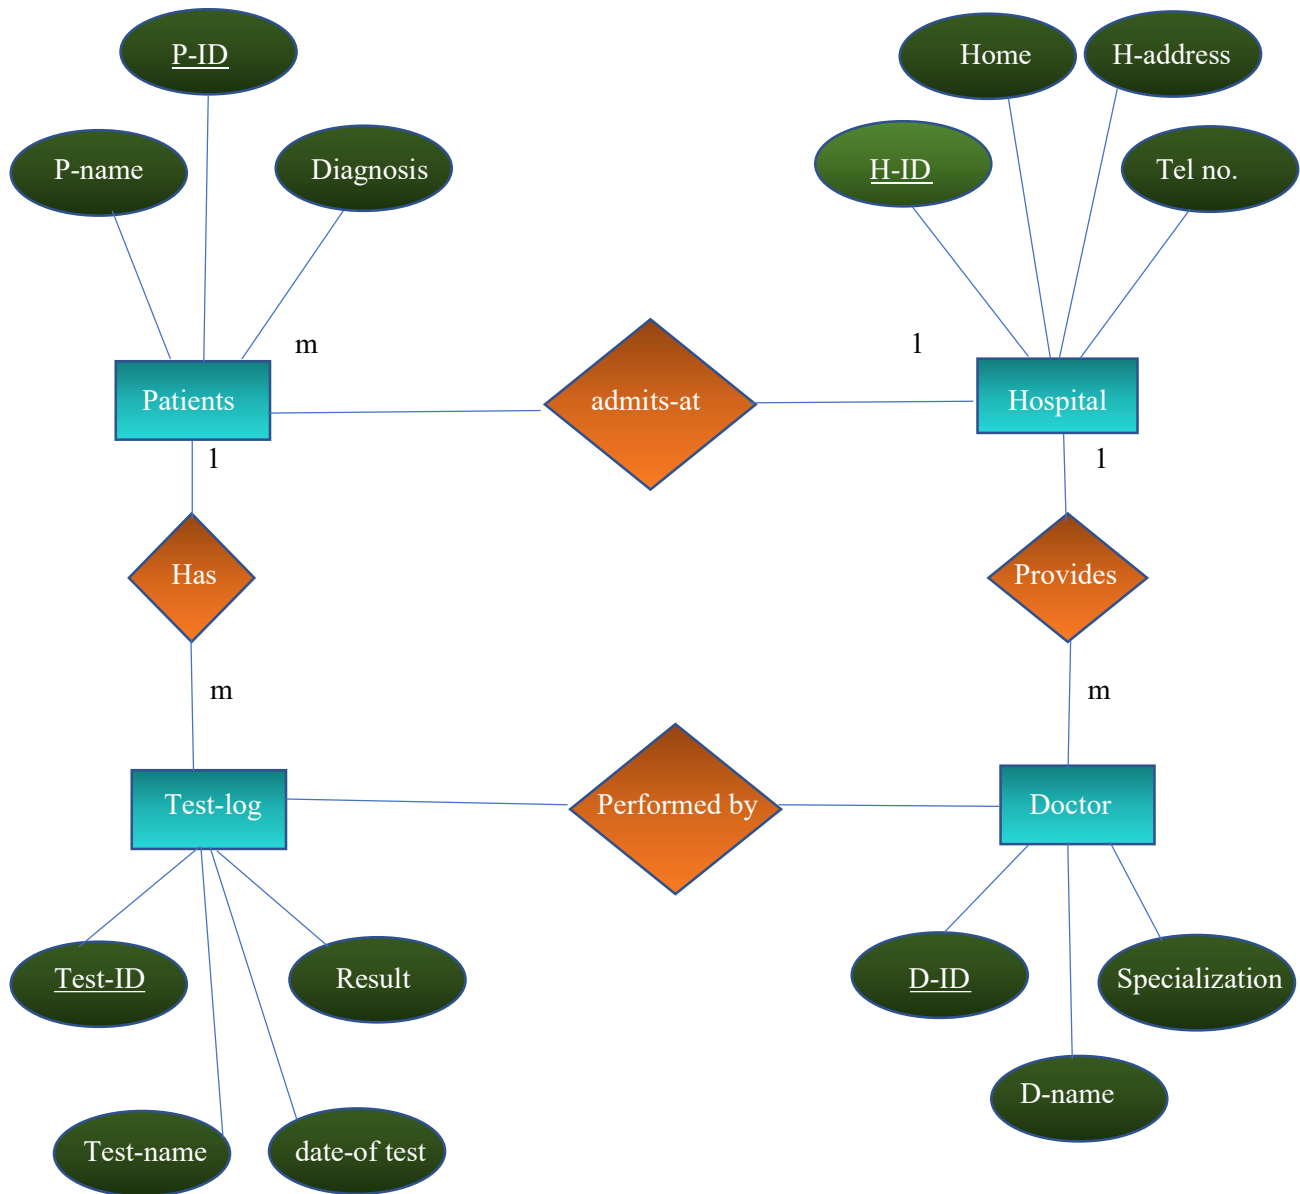 P-ID
Home
H-address
P-name
Diagnosis
H-ID
Tel no.
m
1
Patients
admits-at
Hospital
1
1
Has
Provides
m
m
Test-log
Performed by
Doctor
Test-ID
Result
D-ID
Specialization
D-name
Test-name
date-of test